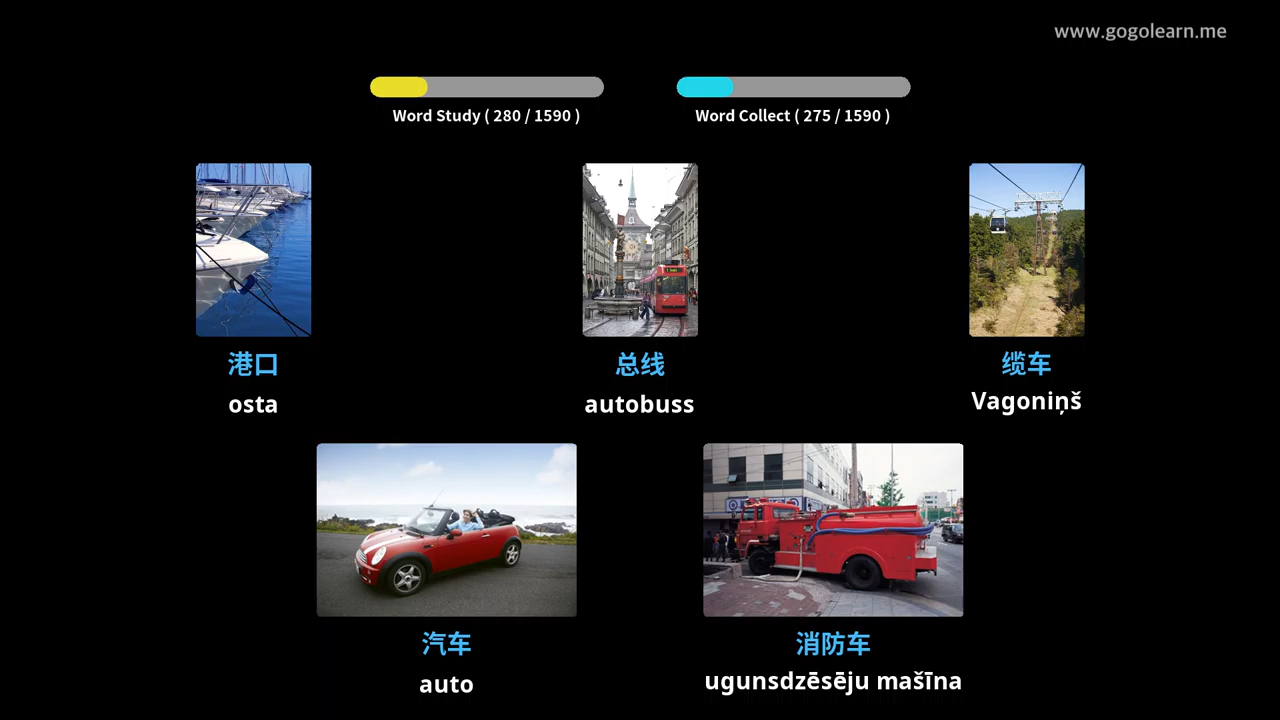 www.gogolearn.me
Word Study ( 280 / 1590 )
Word Collect ( 275 / 1590 )
港口
总线
缆车
osta
autobuss
Vagoniņš
汽车
消防车
auto
ugunsdzēsēju mašīna